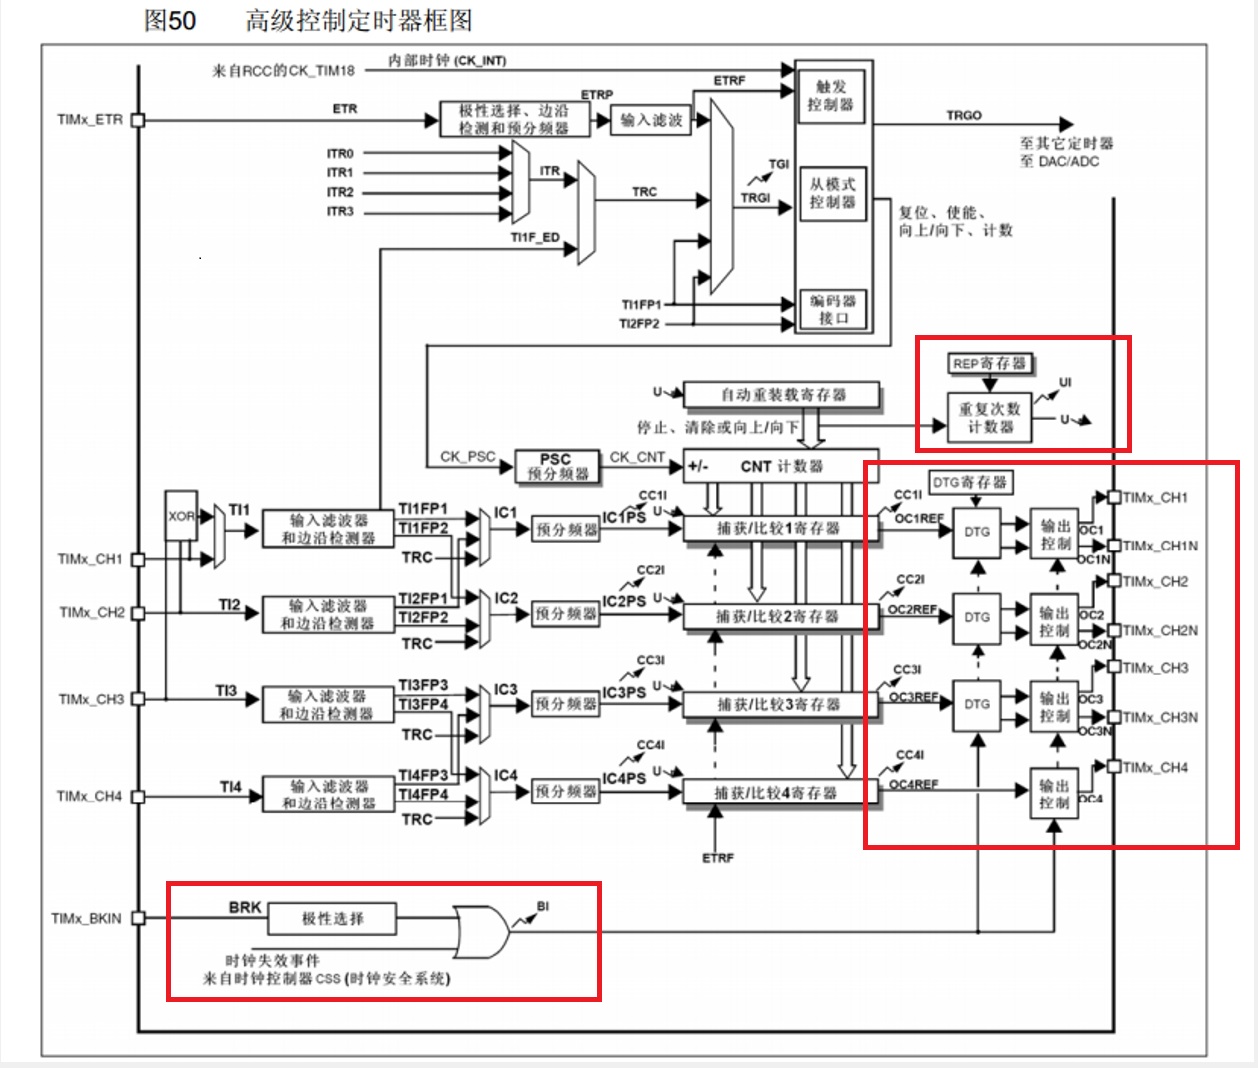 图50 高级控制定时器框图
来自RCC的CK_TIM18
内部时钟 (CK_INT)
TIMx_ETR
ETR
极性选择、边沿
检测和预分频器
ETRP
输入滤波
ETRF
触发
控制器
TRGO
至其它定时器
至 DAC/ADC
ITR0
ITR1
ITR2
ITR3
ITR
TRC
TI1F_ED
TGI
TRGI
从模式
控制器
复位、使能、
向上/向下、计数
TI1FP1
TI2FP2
编码器
接口
REP寄存器
UI
重复次数
计数器
U
U
自动重装载寄存器
停止、清除或向上/向下
CK_PSC
PSC
预分频器
CK_CNT
+/-
CNT 计数器
DTG寄存器
XOR
TI1
输入滤波器
和边沿检测器
TI1FP1
TI1FP2
TRC
IC1
预分频器
IC1PS
CC1I
U
捕获/比较1寄存器
CC1I
OC1REF
DTG
输出
控制
OC1
OC1N
TIMx_CH1
TIMx_CH1N
TIMx_CH1
TIMx_CH2
TI2
输入滤波器
和边沿检测器
TI2FP1
TI2FP2
TRC
IC2
预分频器
IC2PS
CC2I
U
捕获/比较2寄存器
CC2I
OC2REF
DTG
输出
控制
OC2
OC2N
TIMx_CH2
TIMx_CH2N
TIMx_CH3
TI3
输入滤波器
和边沿检测器
TI3FP3
TI3FP4
TRC
IC3
预分频器
IC3PS
CC3I
U
捕获/比较3寄存器
CC3I
OC3REF
DTG
输出
控制
OC3
OC3N
TIMx_CH3
TIMx_CH3N
TIMx_CH4
TI4
输入滤波器
和边沿检测器
TI4FP3
TI4FP4
TRC
IC4
预分频器
IC4PS
CC4I
U
捕获/比较4寄存器
CC4I
OC4REF
输出
控制
OC4
TIMx_CH4
ETRF
TIMx_BKIN
BRK
极性选择
BI
时钟失效事件
来自时钟控制器 CSS (时钟安全系统)